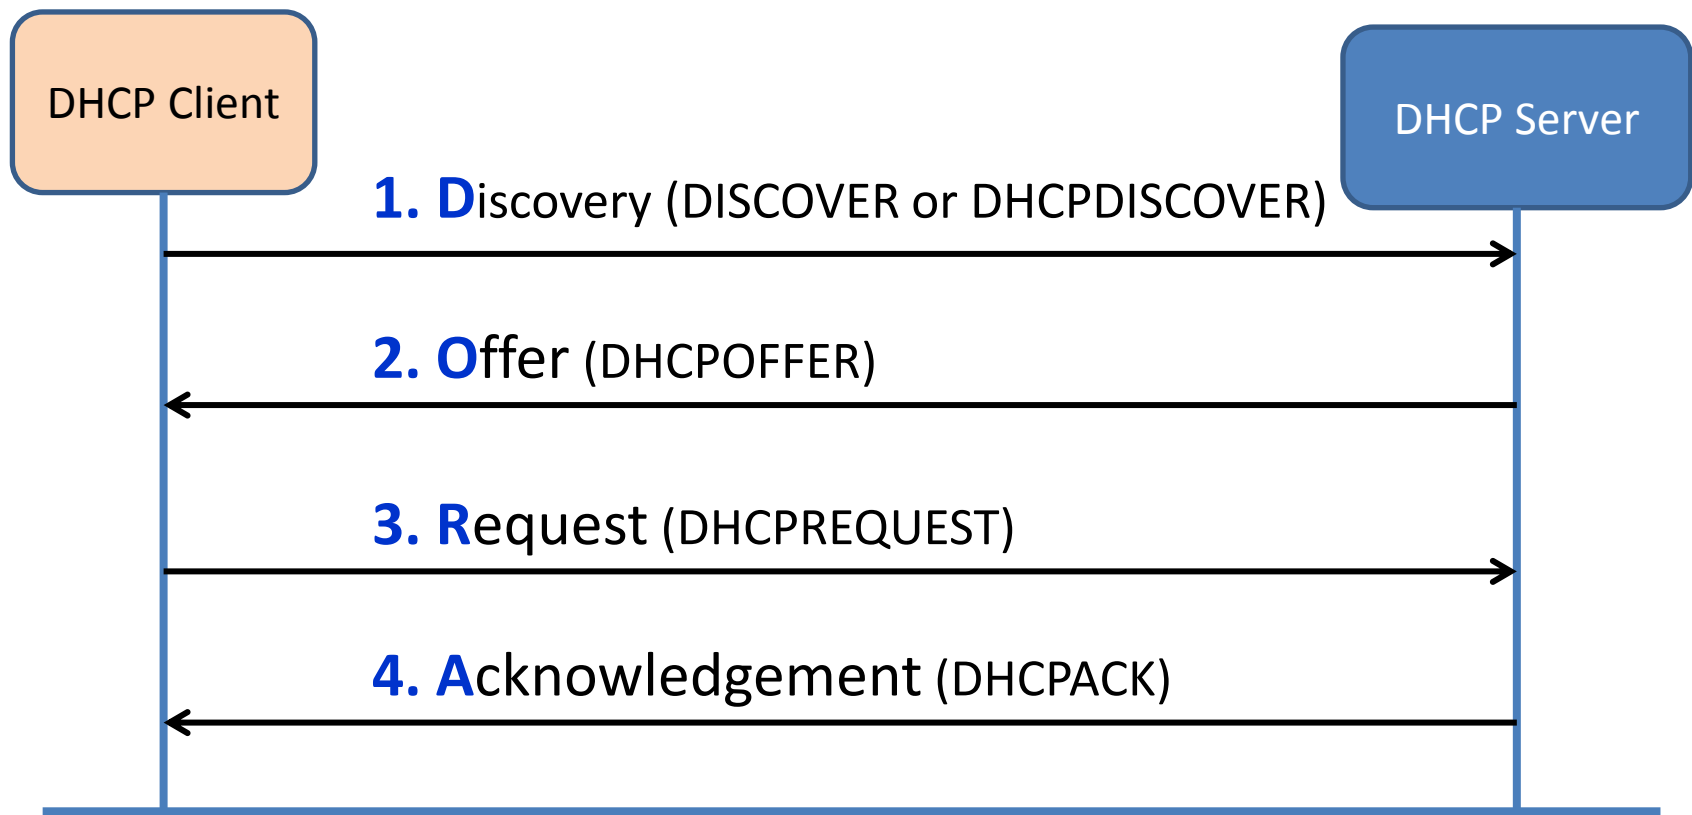 DHCP Client
DHCP Server
1. Discovery (DISCOVER or DHCPDISCOVER)
2. Offer (DHCPOFFER)
3. Request (DHCPREQUEST)
4. Acknowledgement (DHCPACK)